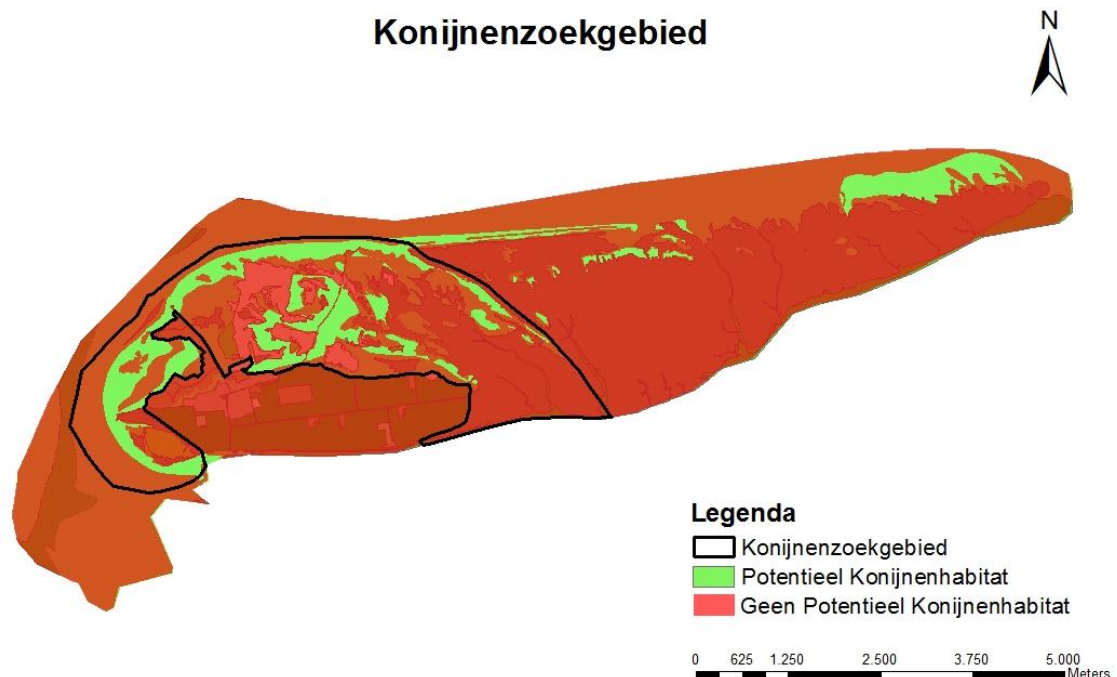 Konijnenzoekgebied
N
Legenda
Konijnenzoekgebied
Potentieel Konijnenhabitat
Geen Potentieel Konijnenhabitat
0 625 1.250 2.500 3.750 5.000
Meters